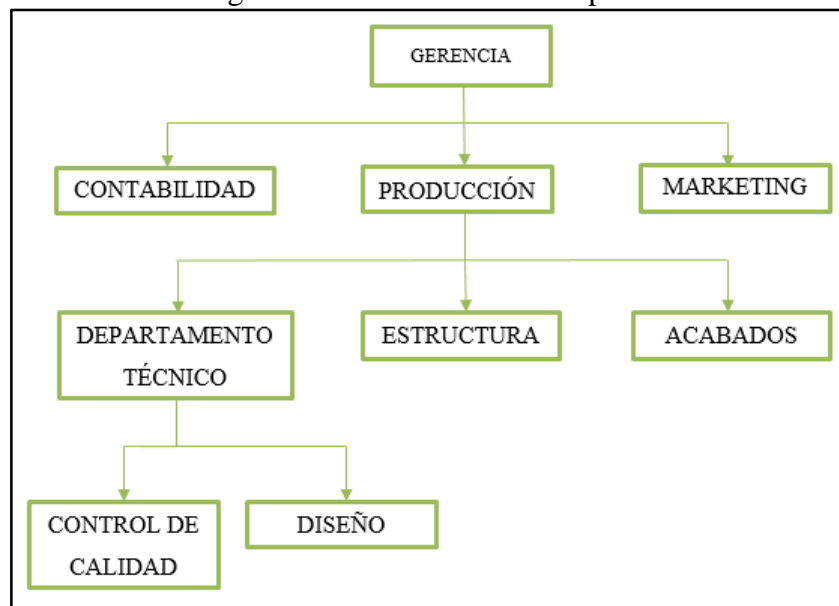 GERENCIA
CONTABILIDAD
PRODUCCIÓN
MARKETING
DEPARTAMENTO
TÉCNICO
ESTRUCTURA
ACABADOS
CONTROL DE
CALIDAD
DISEÑO